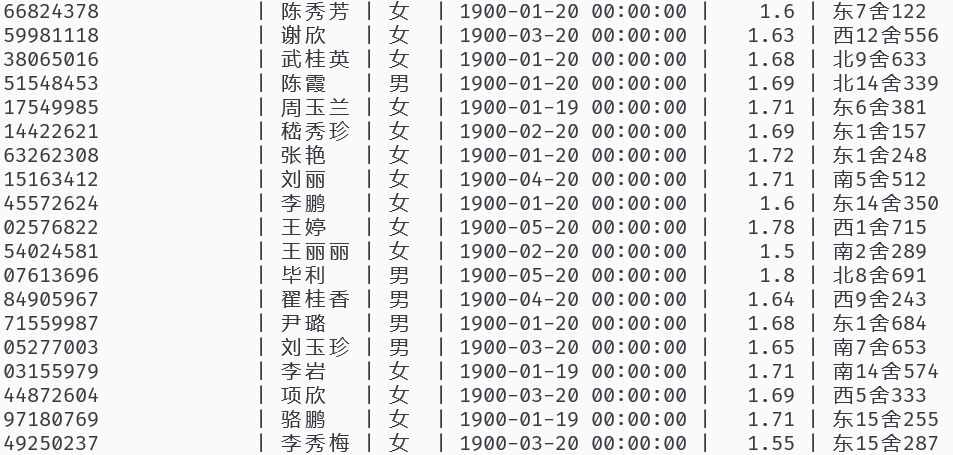 66824378 | 陈秀芳 | 女 | 1900-01-20 00:00:00 | 1.6 | 东7舍122
59981118 | 谢欣 | 女 | 1900-03-20 00:00:00 | 1.63 | 西12舍556
38065016 | 武桂英 | 女 | 1900-01-20 00:00:00 | 1.68 | 北9舍633
51548453 | 陈霞 | 男 | 1900-01-20 00:00:00 | 1.69 | 北14舍339
17549985 | 周玉兰 | 女 | 1900-01-19 00:00:00 | 1.71 | 东6舍381
14422621 | 嵇秀珍 | 女 | 1900-02-20 00:00:00 | 1.69 | 东1舍157
63262308 | 张艳 | 女 | 1900-01-20 00:00:00 | 1.72 | 东1舍248
15163412 | 刘丽 | 女 | 1900-04-20 00:00:00 | 1.71 | 南5舍512
45572624 | 李鹏 | 女 | 1900-01-20 00:00:00 | 1.6 | 东14舍350
02576822 | 王婷 | 女 | 1900-05-20 00:00:00 | 1.78 | 西1舍715
54024581 | 王丽丽 | 女 | 1900-02-20 00:00:00 | 1.5 | 南2舍289
07613696 | 毕利 | 男 | 1900-05-20 00:00:00 | 1.8 | 北8舍691
84905967 | 翟桂香 | 男 | 1900-04-20 00:00:00 | 1.64 | 西9舍243
71559987 | 尹璐 | 男 | 1900-01-20 00:00:00 | 1.68 | 东1舍684
05277003 | 刘玉珍 | 男 | 1900-03-20 00:00:00 | 1.65 | 南7舍653
03155979 | 李岩 | 女 | 1900-01-19 00:00:00 | 1.71 | 南14舍574
44872604 | 项欣 | 女 | 1900-03-20 00:00:00 | 1.69 | 西5舍333
97180769 | 骆鹏 | 女 | 1900-01-19 00:00:00 | 1.71 | 东15舍255
49250237 | 李秀梅 | 女 | 1900-03-20 00:00:00 | 1.55 | 东15舍287